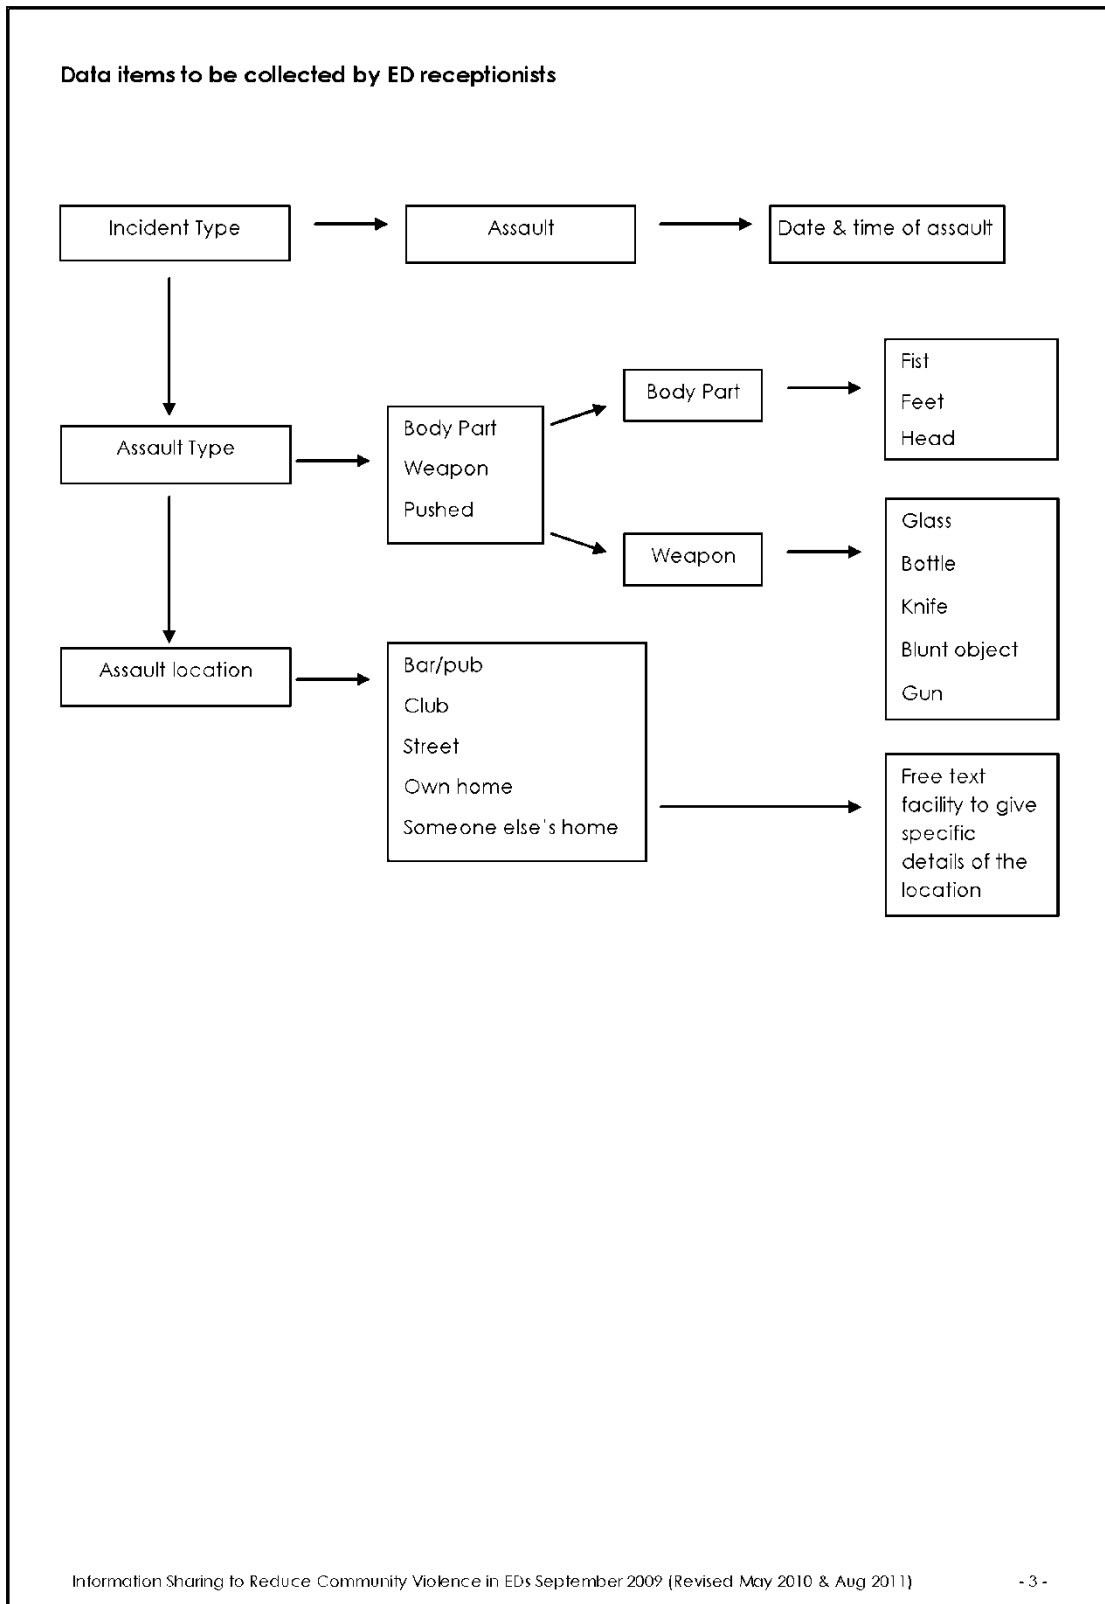 Data items to be collected by ED receptionists
Incident Type
Assault
Date & time of assault
Assault Type
Body Part
Weapon
Pushed
Body Part
Fist
Feet
Head
Weapon
Glass
Bottle
Knife
Blunt object
Gun
Assault location
Bar/pub
Club
Street
Own home
Someone else's home
Free text
facility to give
specific
details of the
location
Information Sharing to Reduce Community Violence in EDs September 2009 (Revised May 2010 & Aug 2011)
- 3 -